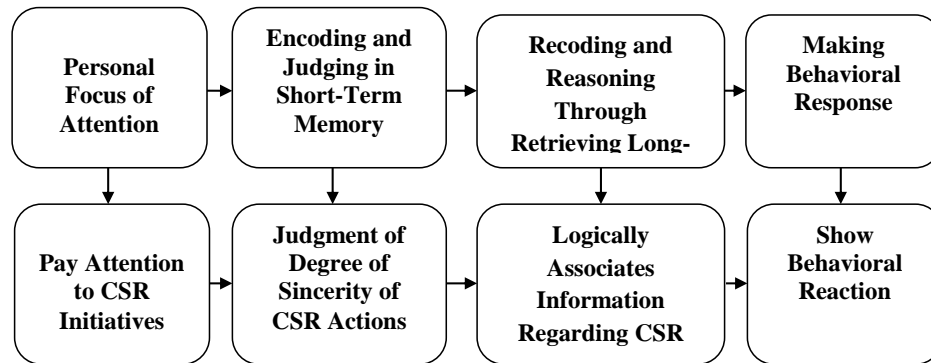 Personal
Focus of
Attention
Encoding and
Judging in
Short-Term
Memory
Recoding and
Reasoning
Through
Retrieving Long-
Making
Behavioral
Response
Pay Attention
to CSR
Initiatives
Judgment of
Degree of
Sincerity of
CSR Actions
Logically
Associates
Information
Regarding CSR
Show
Behavioral
Reaction